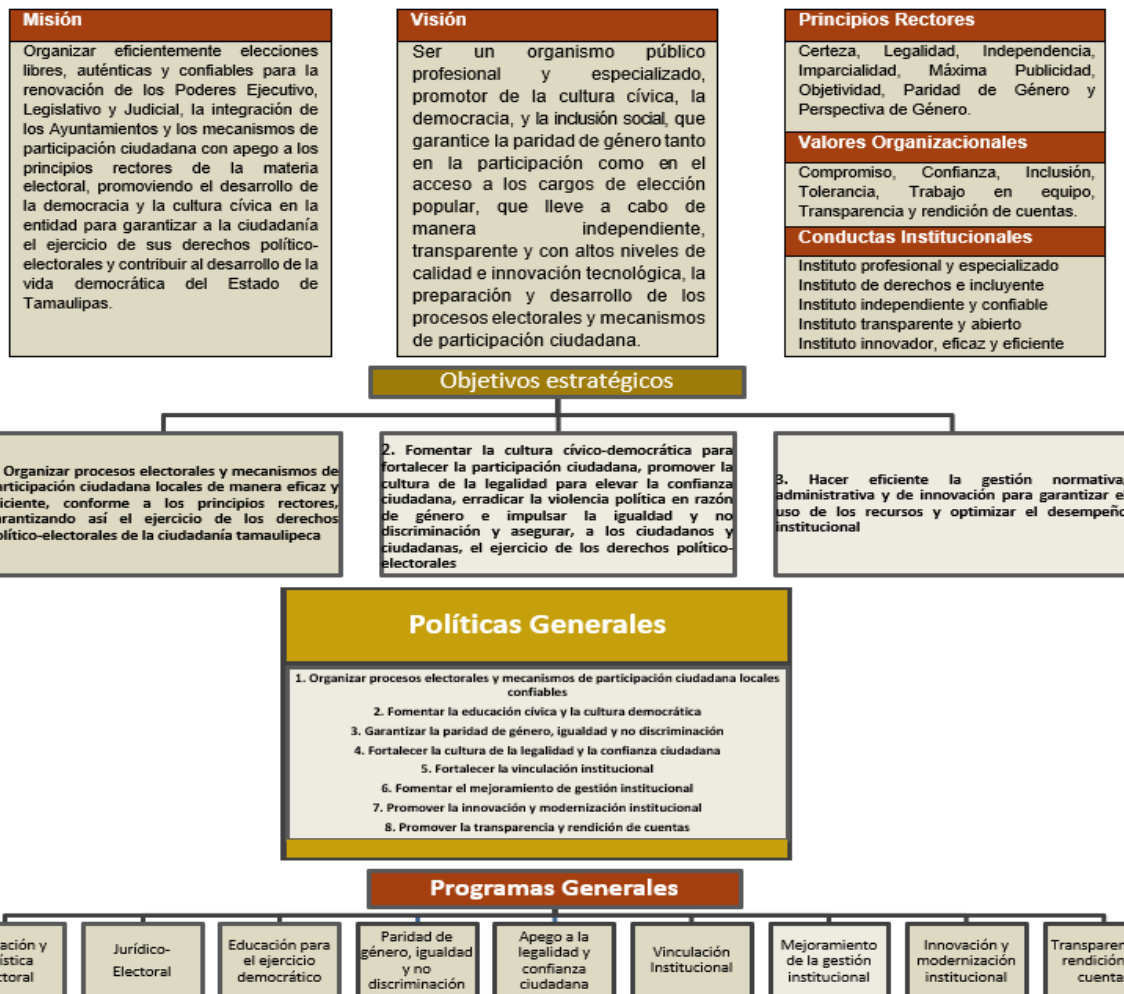 Misión
Organizar eficientemente elecciones
libres, auténticas y confiables para la
renovación de los Poderes Ejecutivo,
Legislativo y Judicial, la integración de
los Ayuntamientos y los mecanismos de
participación ciudadana con apego a los
principios rectores de la materia
electoral, promoviendo el desarrollo de
la democracia y la cultura cívica en la
entidad para garantizar a la ciudadanía
el ejercicio de sus derechos político-
electorales y contribuir al desarrollo de la
vida democrática del Estado de
Tamaulipas.
Visión
Ser un organismo público
profesional y especializado,
promotor de la cultura cívica, la
democracia, y la inclusión social, que
garantice la paridad de género tanto
en la participación como en el
acceso a los cargos de elección
popular, que lleve a cabo de
manera independiente,
transparente y con altos niveles de
calidad e innovación tecnológica, la
preparación y desarrollo de los
procesos electorales y mecanismos
de participación ciudadana.
Principios Rectores
Certeza, Legalidad, Independencia,
Imparcialidad, Máxima Publicidad,
Objetividad, Paridad de Género y
Perspectiva de Género.
Valores Organizacionales
Compromiso, Confianza, Inclusión,
Tolerancia, Trabajo en equipo,
Transparencia y rendición de cuentas.
Conductas Institucionales
Instituto profesional y especializado
Instituto de derechos e incluyente
Instituto independiente y confiable
Instituto transparente y abierto
Instituto innovador, eficaz y eficiente
Objetivos estratégicos
Organizar procesos electorales y mecanismos de
articipación ciudadana locales de manera eficaz y
iciente, conforme a los principios rectores,
arantizando así el ejercicio de los derechos
olítico-electorales de la ciudadanía tamaulipeca
2. Fomentar la cultura cívico-democrática para
fortalecer la participación ciudadana, promover la
cultura de la legalidad para elevar la confianza
ciudadana, erradicar la violencia política en razón
de género e impulsar la igualdad y no
discriminación y asegurar, a los ciudadanos y
ciudadanas, el ejercicio de los derechos político-
electorales
3. Hacer eficiente la gestión normativa,
administrativa y de innovación para garantizar el
uso de los recursos y optimizar el desempeño
institucional
Políticas Generales
1. Organizar procesos electorales y mecanismos de participación ciudadana locales
confiables
2. Fomentar la educación cívica y la cultura democrática
3. Garantizar la paridad de género, igualdad y no discriminación
4. Fortalecer la cultura de la legalidad y la confianza ciudadana
5. Fortalecer la vinculación institucional
6. Fomentar el mejoramiento de gestión institucional
7. Promover la innovación y modernización institucional
8. Promover la transparencia y rendición de cuentas
Programas Generales
ación y
ística
ctoral
Jurídico-
Electoral
Educación para
el ejercicio
democrático
Paridad de
género, igualdad
y no
discriminación
Apego a la
legalidad y
confianza
ciudadana
Vinculación
Institucional
Mejoramiento
de la gestión
institucional
Innovación y
modernización
institucional
Transparen
rendición
cuenta